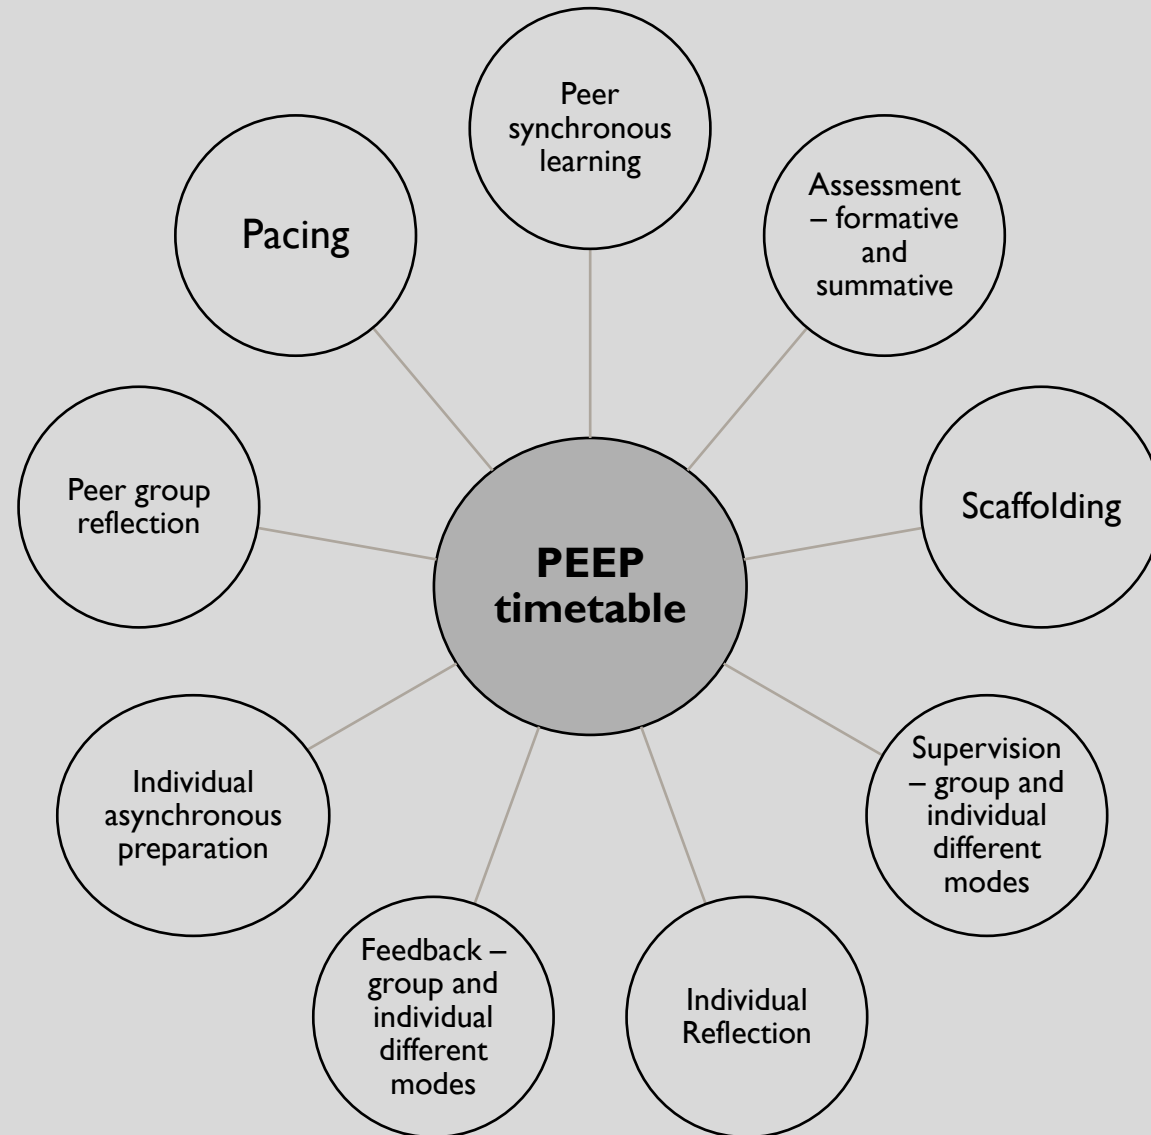 Peer
synchronous
learning
Assessment
– formative
and
summative
Scaffolding
Supervision
– group and
individual
different
modes
Individual
Reflection
Feedback –
group and
individual
different
modes
Individual
asynchronous
preparation
Peer group
reflection
Pacing
PEEP
timetable